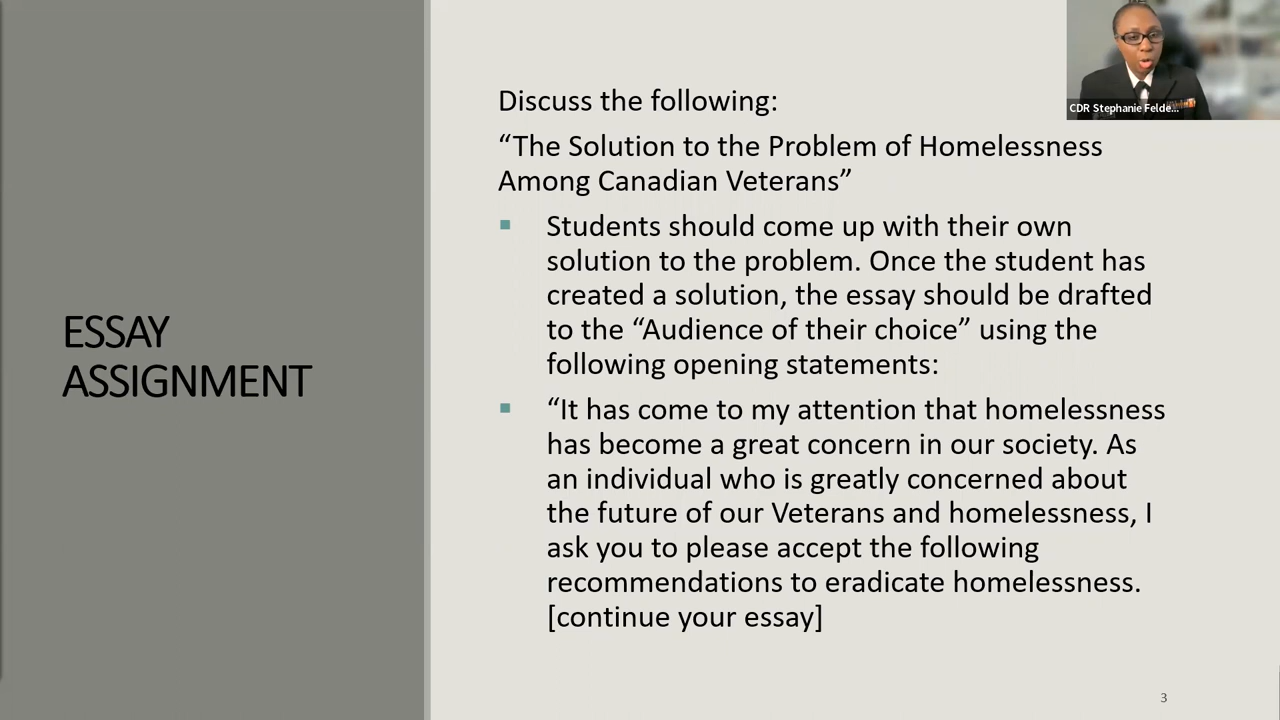 ESSAY
ASSIGNMENT
Discuss the following:
“The Solution to the Problem of Homelessness
Among Canadian Veterans”
Students should come up with their own
solution to the problem. Once the student has
created a solution, the essay should be drafted
to the “Audience of their choice” using the
following opening statements:
“It has come to my attention that homelessness
has become a great concern in our society. As
an individual who is greatly concerned about
the future of our Veterans and homelessness, I
ask you to please accept the following
recommendations to eradicate homelessness.
[continue your essay]
CDR Stephanie Felde...
3